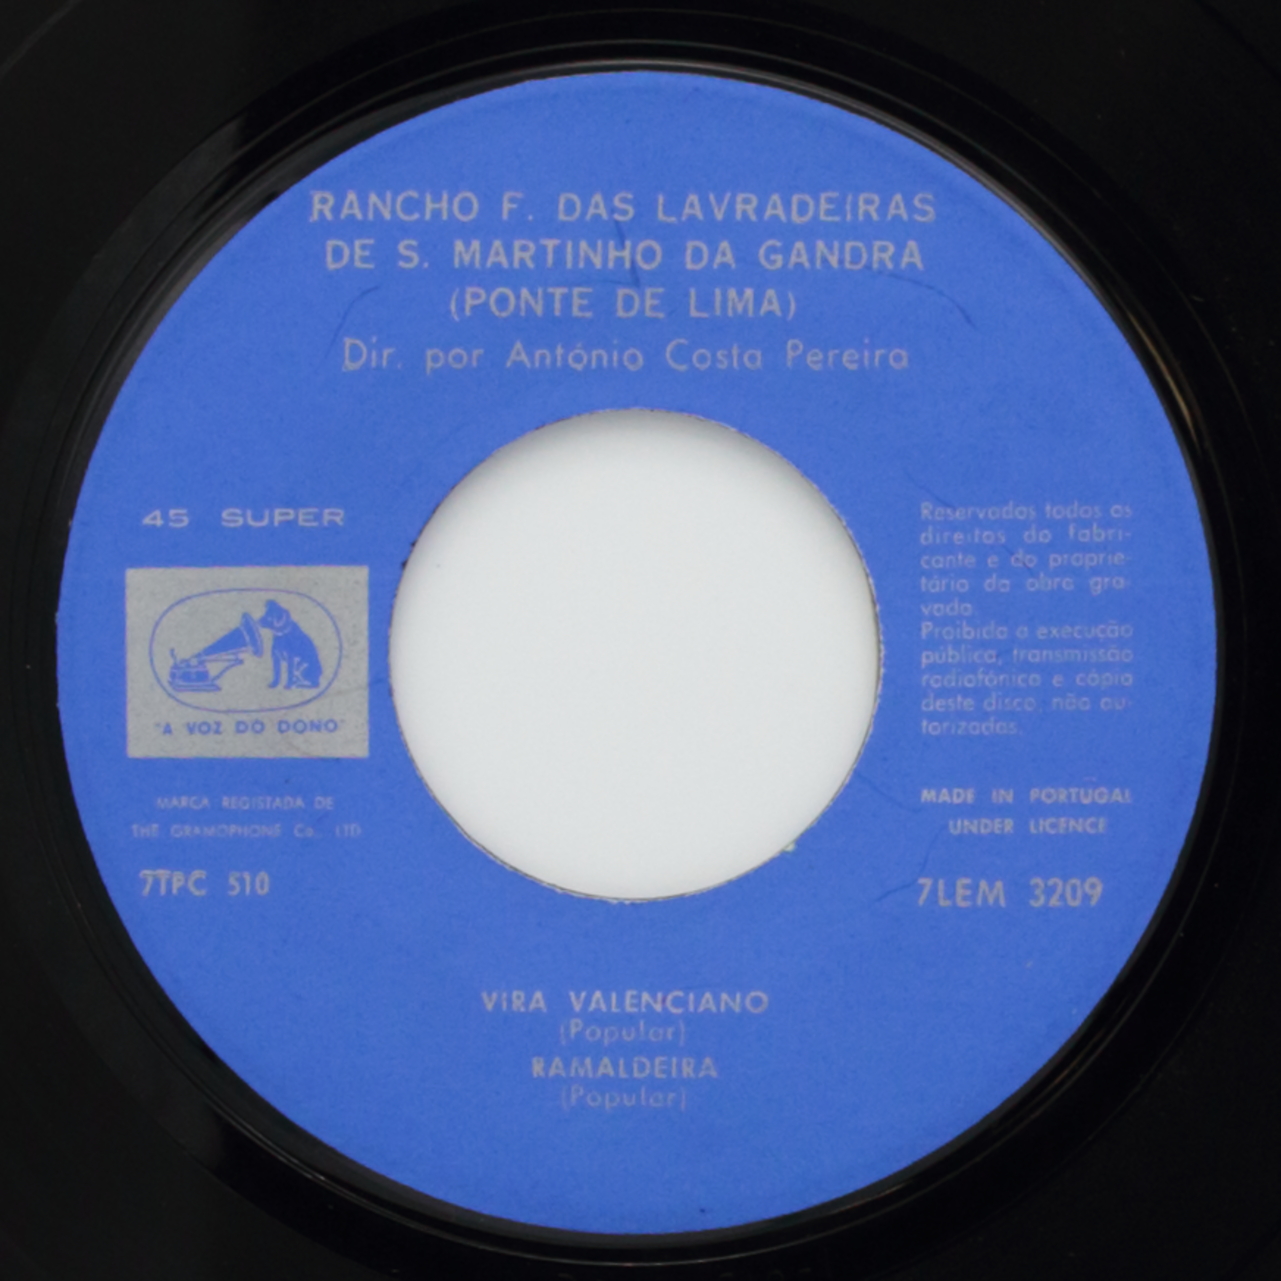 RANCHO F. DAS LAVRADEIRAS
DE S. MARTINHO DA GANDRA
(PONTE DE LIMA)
Dir. por António Costa Pereira
45 SUPER
"A VOZ DO DONO"
MARCA REGISTADA DE
THE GRAMOPHONE Co. LTD
7TPC 510
Reservados todos os
direitos do fabri-
cante e do proprie-
tário da obra gra-
vada.
Proibida a execução
pública, transmissão
radiofónica e cópia
deste disco, não au-
torizadas.
MADE IN PORTUGAL
UNDER LICENCE
7LEM 3209
VIRA VALENCIANO
(Popular)
RAMALDEIRA
(Popular)